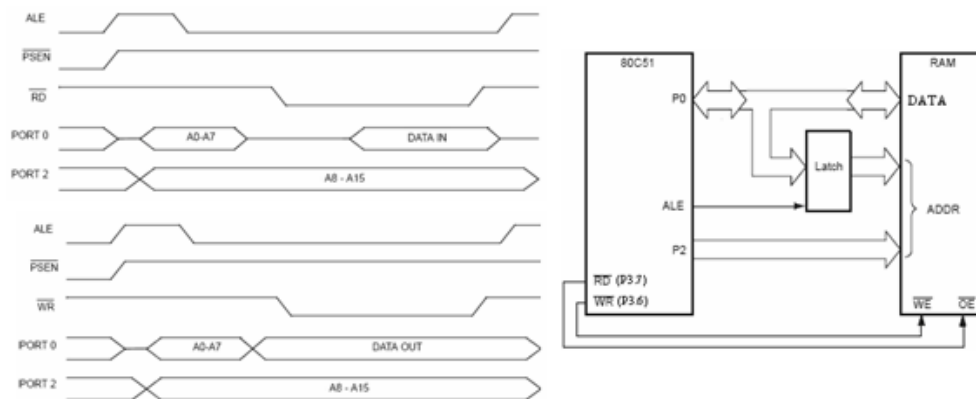 ALE
PSEN
RD
PORT 0
A0-A7
DATA IN
PORT 2
A8 - A15
ALE
PSEN
WR
PORT 0
A0-A7
DATA OUT
PORT 2
A8 - A15
80C51
RAM
P0
DATA
Latch
ALE
ADDR
P2
RD (P3.7)
WR (P3.6)
WE
OE